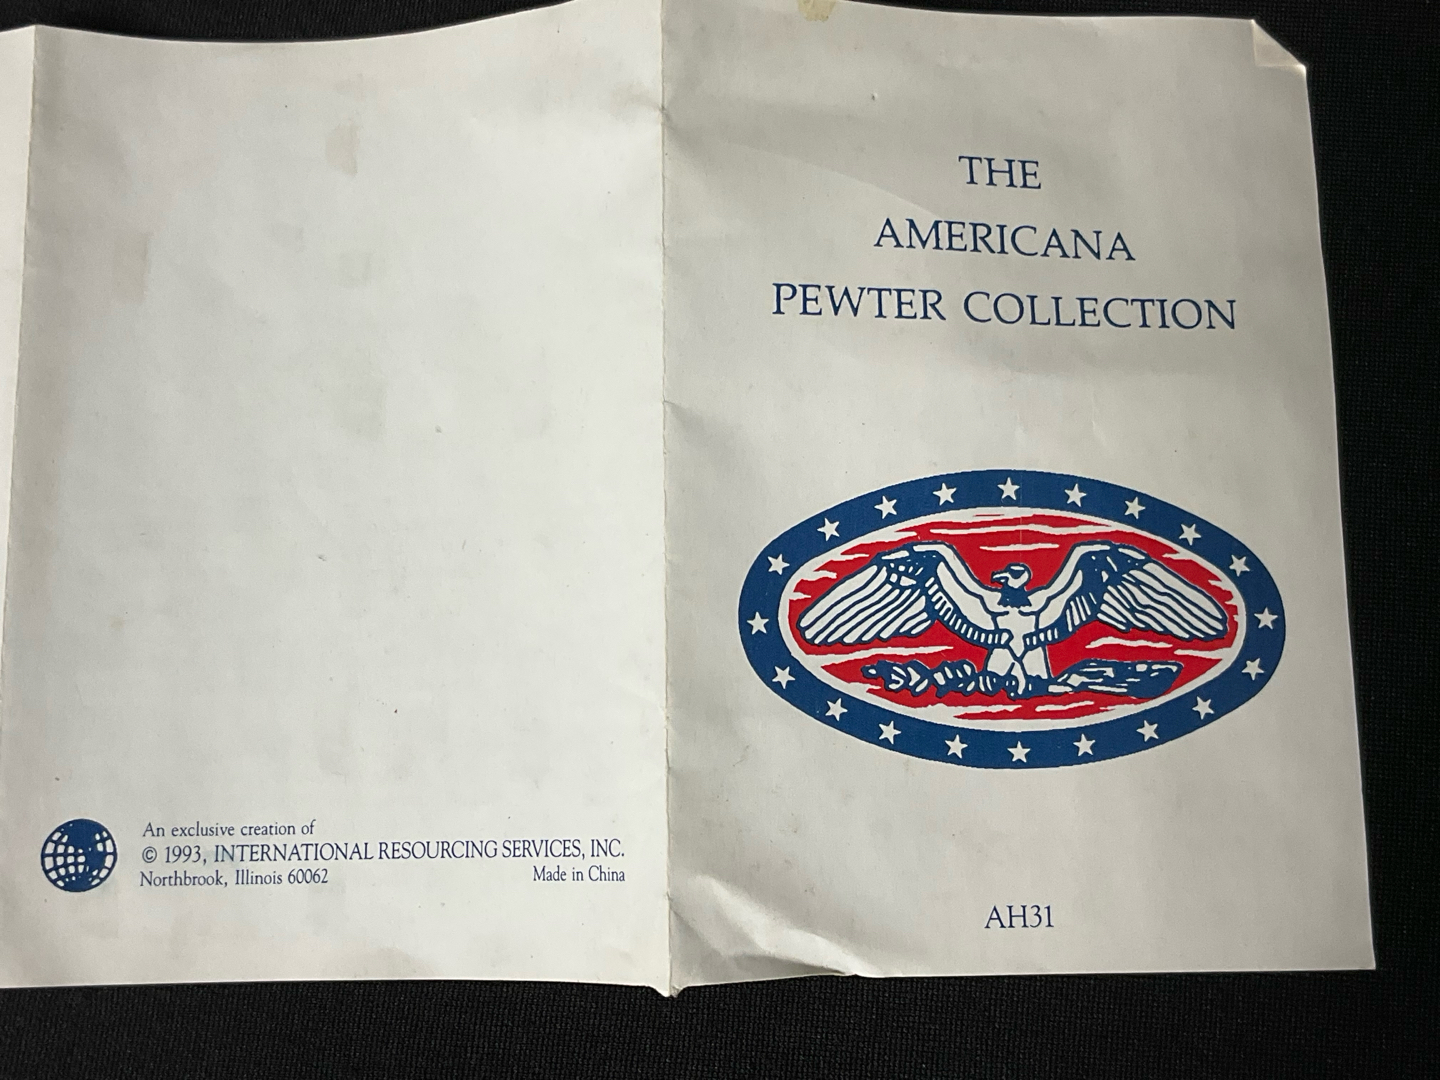 An exclusive creation of
© 1993, INTERNATIONAL RESOURCING SERVICES, INC.
Northbrook, Illinois 60062 Made in China
THE
AMERICANA
PEWTER COLLECTION
AH31